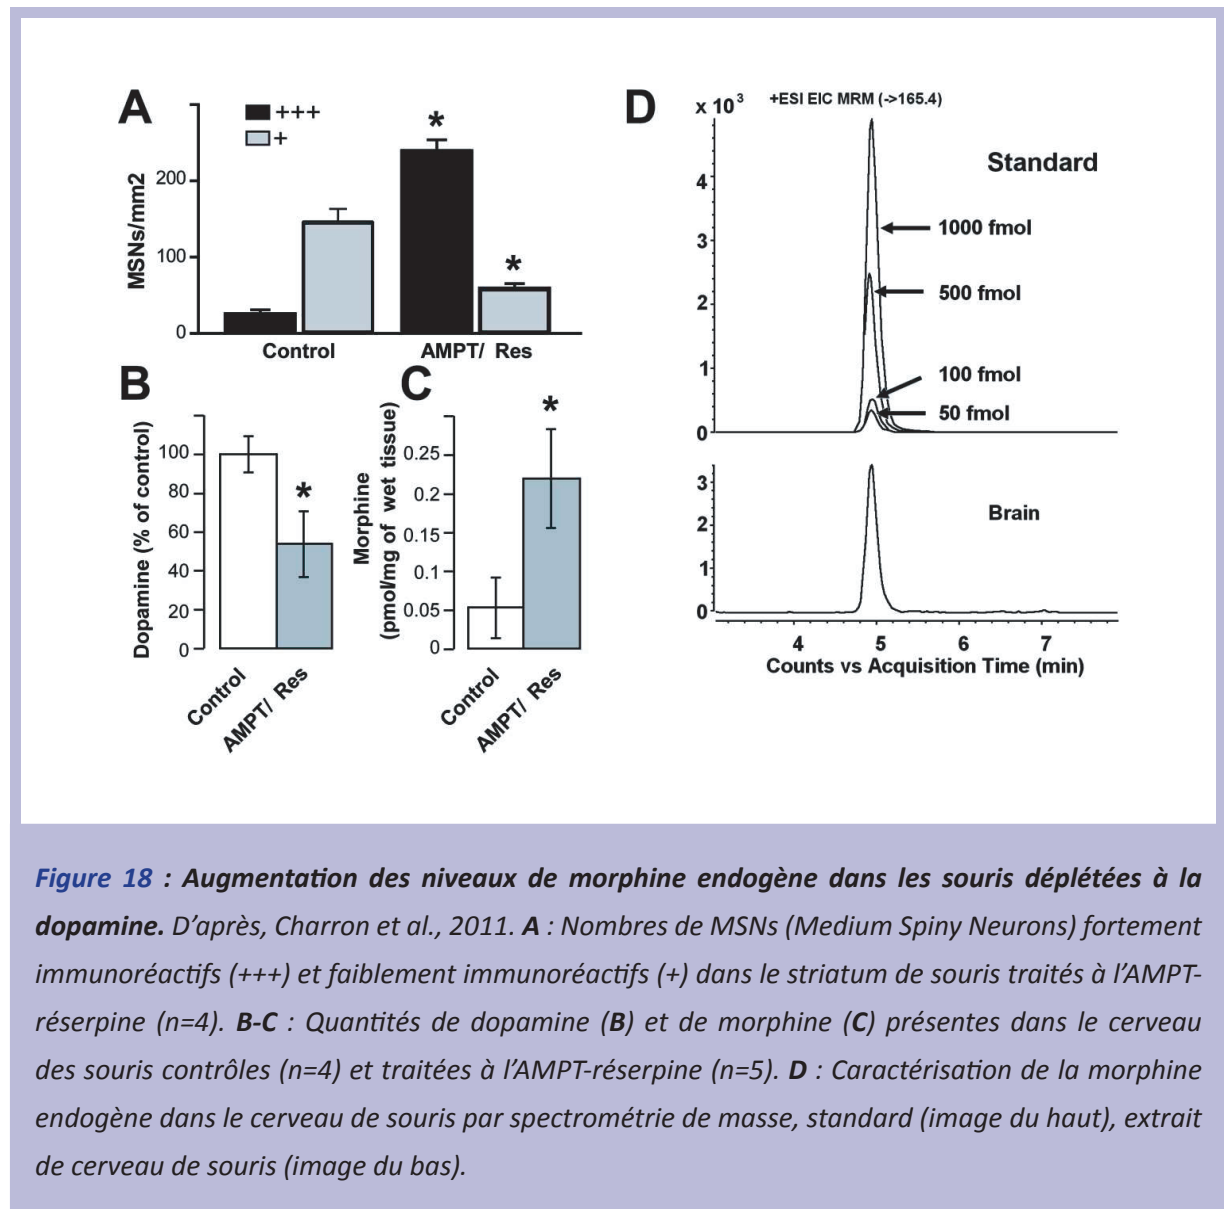 A
+++
+
MSNs/mm2
200
100
0
*
*
Control
AMPT/ Res
B
Dopamine (% of control)
100
80
60
40
20
0
*
Control
AMPT/ Res
C
Morphine
(pmol/mg of wet tissue)
0.25
0.2
0.15
0.1
0.05
0
*
Control
AMPT/ Res
D
x 10³
+ESI EIC MRM (->165.4)
4
3
2
1
0
Standard
1000 fmol
500 fmol
100 fmol
50 fmol
3
2
1
0
Brain
4 5 6 7
Counts vs Acquisition Time (min)
Figure 18 : Augmentation des niveaux de morphine endogène dans les souris déplétées à la
dopamine. D’après, Charron et al., 2011. A : Nombres de MSNs (Medium Spiny Neurons) fortement
immunoréactifs (+++) et faiblement immunoréactifs (+) dans le striatum de souris traités à l’AMPT-
réserpine (n=4). B-C : Quantités de dopamine (B) et de morphine (C) présentes dans le cerveau
des souris contrôles (n=4) et traitées à l’AMPT-réserpine (n=5). D : Caractérisation de la morphine
endogène dans le cerveau de souris par spectrométrie de masse, standard (image du haut), extrait
de cerveau de souris (image du bas).